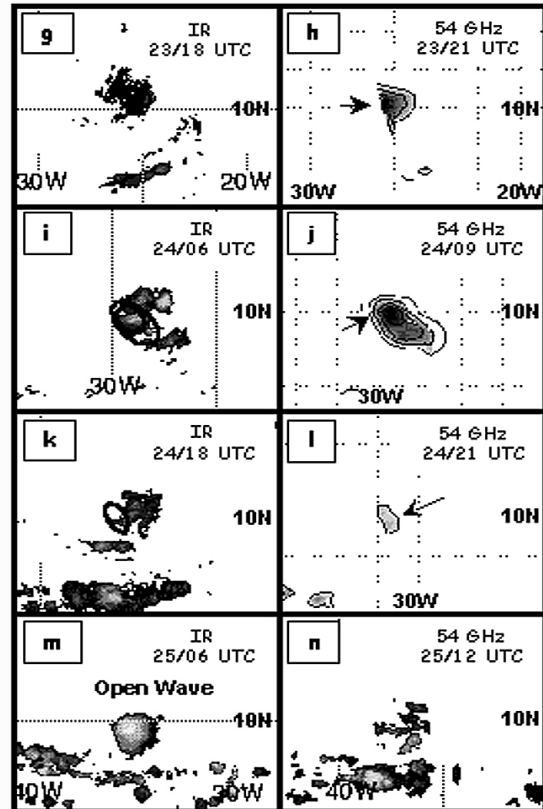 g
IR
23/18 UTC
10N
30W
20W
h
54 GHz
23/21 UTC
10N
30W
20W
i
IR
24/06 UTC
10N
30W
j
54 GHz
24/09 UTC
10N
30W
k
IR
24/18 UTC
10N
l
54 GHz
24/21 UTC
10N
30W
m
IR
25/06 UTC
Open Wave
10N
40W
30W
n
54 GHz
25/12 UTC
10N
40W